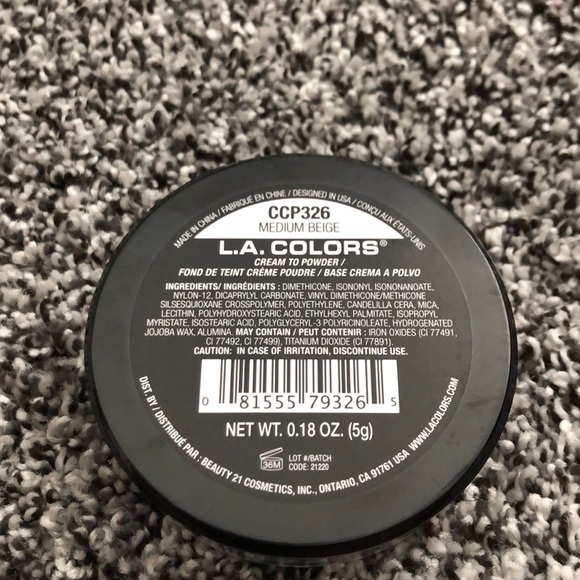 MADE IN CHINA / FABRIQUÉ EN CHINE / DESIGNED IN USA / CONÇU AUX ÉTATS-UNIS
CCP326
MEDIUM BEIGE
L.A. COLORS®
CREAM TO POWDER /
FOND DE TEINT CRÈME POUDRE / BASE CREMA A POLVO
INGREDIENTS/ INGRÉDIENTS : DIMETHICONE, ISONONYL ISONONANOATE,
NYLON-12, DICAPRYLYL CARBONATE, VINYL DIMETHICONE/METHICONE
SILSESQUIOXANE CROSSPOLYMER, POLYETHYLENE, CANDELILLA CERA, MICA,
LECITHIN, POLYHYDROXYSTEARIC ACID, ETHYLHEXYL PALMITATE, ISOPROPYL
MYRISTATE, ISOSTEARIC ACID, POLYGLYCERYL-3 POLYRICINOLEATE, HYDROGENATED
JOJOBA WAX, ALUMINA. MAY CONTAIN / PEUT CONTENIR : IRON OXIDES (CI 77491,
CI 77492, CI 77499), TITANIUM DIOXIDE (CI 77891).
CAUTION: IN CASE OF IRRITATION, DISCONTINUE USE.
0 81555 79326 5
NET WT. 0.18 OZ. (5g)
36M
LOT #/BATCH
CODE: 21220
DIST. BY / DISTRIBUÉ PAR : BEAUTY 21 COSMETICS, INC., ONTARIO, CA 91761 USA WWW.LACOLORS.COM